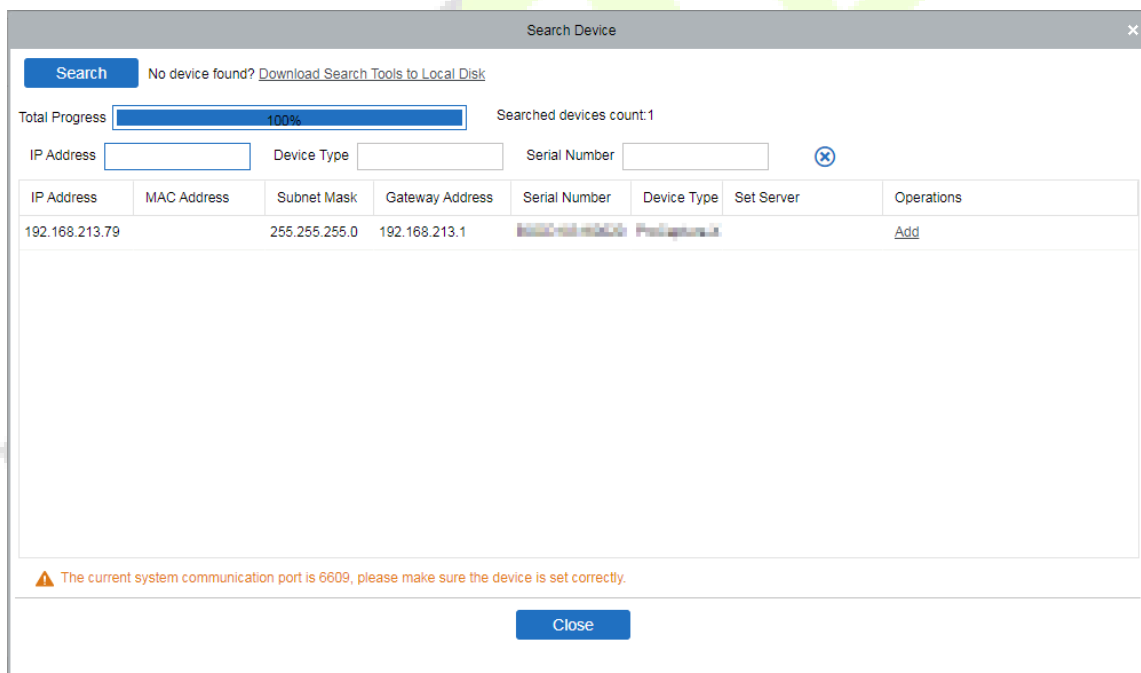 Search Device
Search No device found? Download Search Tools to Local Disk
Total Progress 100% Searched devices count:1
IP Address Device Type Serial Number
IP Address MAC Address Subnet Mask Gateway Address Serial Number Device Type Set Server Operations
192.168.213.79 255.255.255.0 192.168.213.1 Add
The current system communication port is 6609, please make sure the device is set correctly.
Close